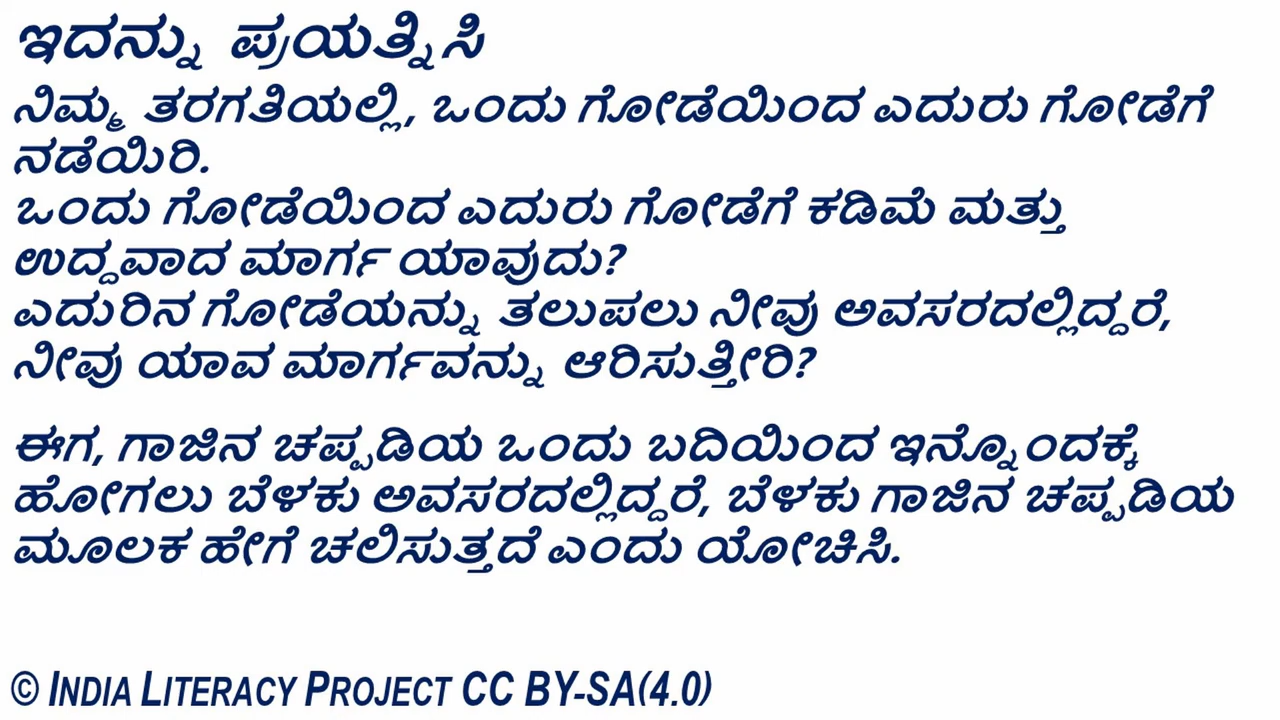 ಇದನ್ನು ಪ್ರಯತ್ನಿಸಿ
ನಿಮ್ಮ ತರಗತಿಯಲ್ಲಿ, ಒಂದು ಗೋಡೆಯಿಂದ ಎದುರು ಗೋಡೆಗೆ
ನಡೆಯಿರಿ.
ಒಂದು ಗೋಡೆಯಿಂದ ಎದುರು ಗೋಡೆಗೆ ಕಡಿಮೆ ಮತ್ತು
ಉದ್ದವಾದ ಮಾರ್ಗ ಯಾವುದು?
ಎದುರಿನ ಗೋಡೆಯನ್ನು ತಲುಪಲು ನೀವು ಅವಸರದಲ್ಲಿದ್ದರೆ,
ನೀವು ಯಾವ ಮಾರ್ಗವನ್ನು ಆರಿಸುತ್ತೀರಿ?
ಈಗ, ಗಾಜಿನ ಚಪ್ಪಡಿಯ ಒಂದು ಬದಿಯಿಂದ ಇನ್ನೊಂದಕ್ಕೆ
ಹೋಗಲು ಬೆಳಕು ಅವಸರದಲ್ಲಿದ್ದರೆ, ಬೆಳಕು ಗಾಜಿನ ಚಪ್ಪಡಿಯ
ಮೂಲಕ ಹೇಗೆ ಚಲಿಸುತ್ತದೆ ಎಂದು ಯೋಚಿಸಿ.
© INDIA LITERACY PROJECT CC BY-SA(4.0)